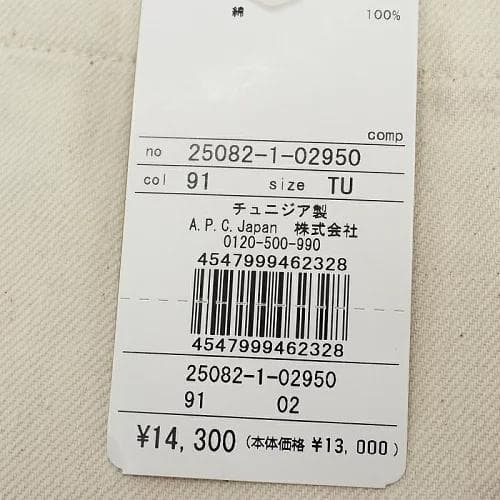 綿 100%
comp
no 25082-1-02950
col 91 size TU
チュニジア製
A.P.C.Japan 株式会社
0120-500-990
4547999462328
4547999462328
25082-1-02950
91 02
¥14,300 (本体価格 ¥13,000)